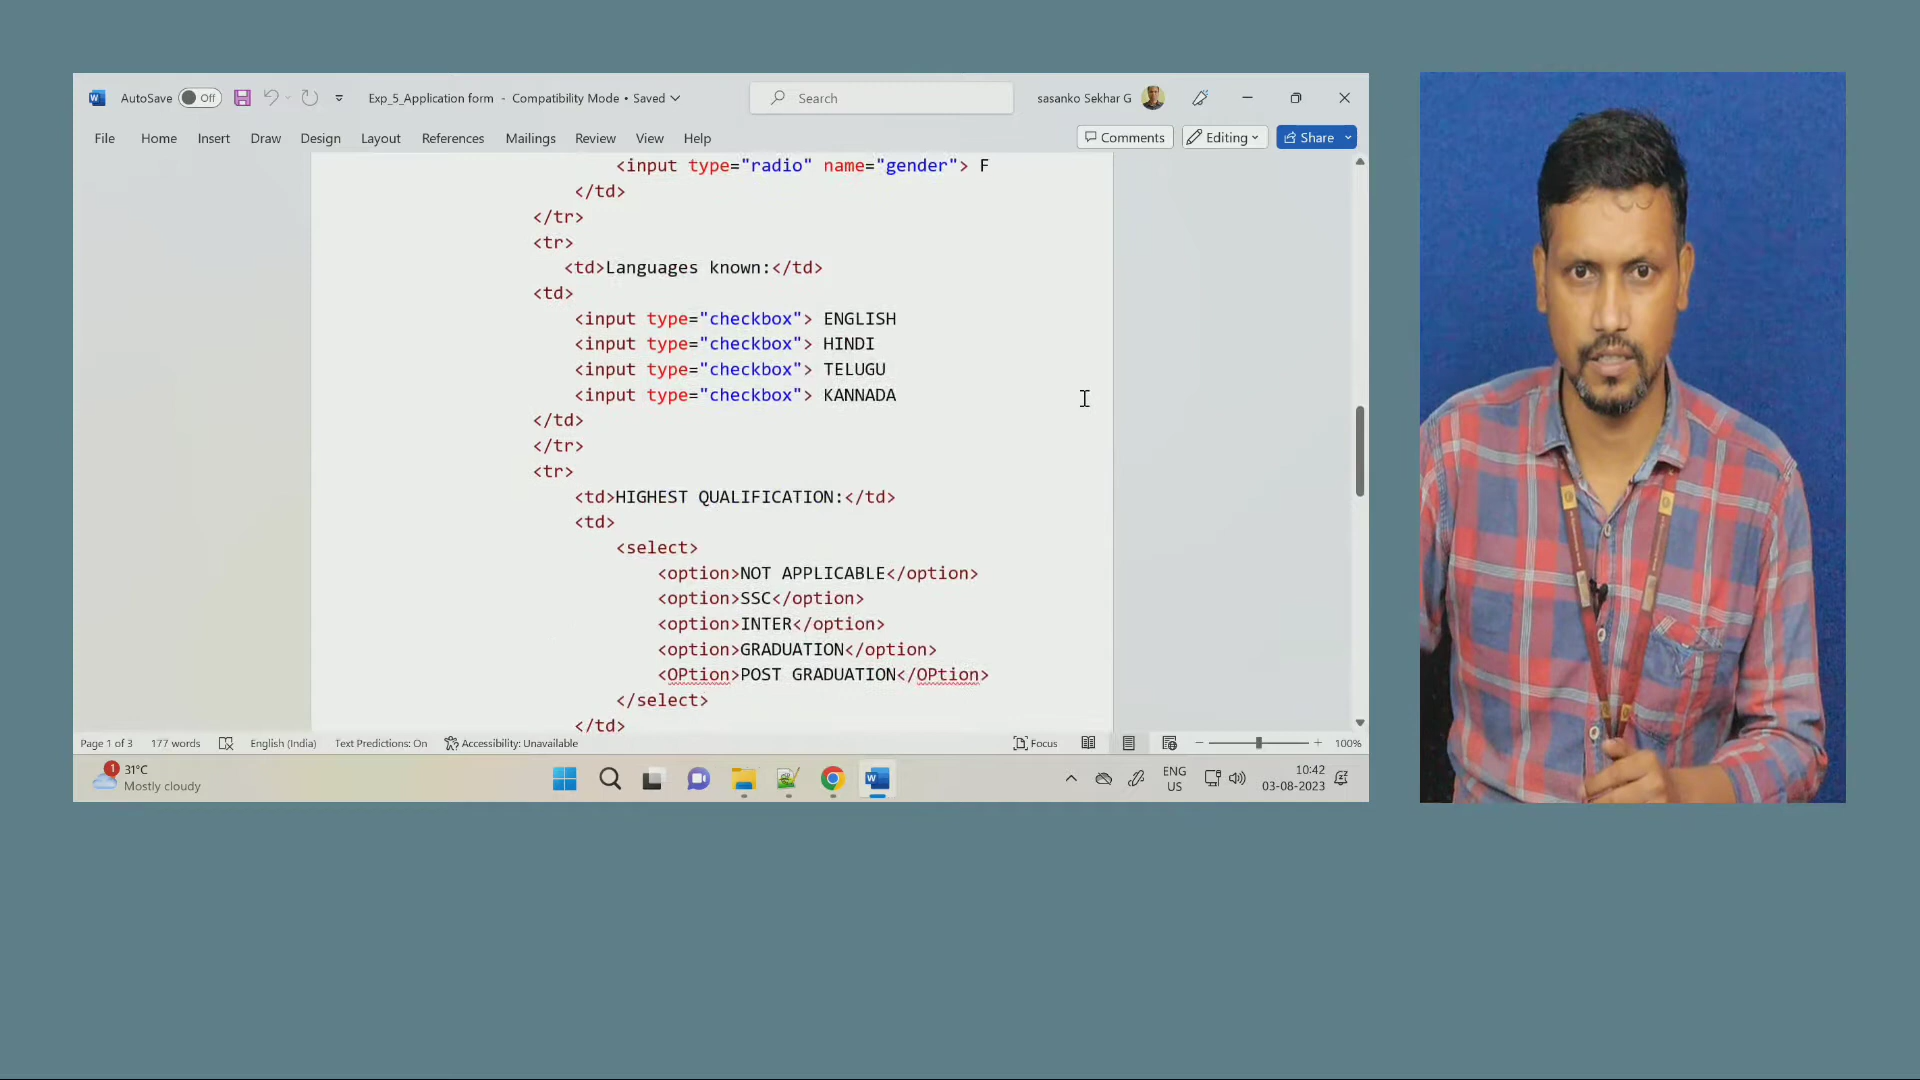 AutoSave Off Exp_5_Application form - Compatibility Mode • Saved Search sasanko Sekhar G
File Home Insert Draw Design Layout References Mailings Review View Help Comments Editing Share
<input type="radio" name="gender"> F
</td>
</tr>
<tr>
<td>Languages known:</td>
<td>
<input type="checkbox"> ENGLISH
<input type="checkbox"> HINDI
<input type="checkbox"> TELUGU
<input type="checkbox"> KANNADA
</td>
</tr>
<tr>
<td>HIGHEST QUALIFICATION:</td>
<td>
<select>
<option>NOT APPLICABLE</option>
<option>SSC</option>
<option>INTER</option>
<option>GRADUATION</option>
<OPtion>POST GRADUATION</OPtion>
</select>
</td>
Page 1 of 3 177 words English (India) Text Predictions: On Accessibility: Unavailable Focus 100%
1 31°C ENG 10:42
Mostly cloudy US 03-08-2023